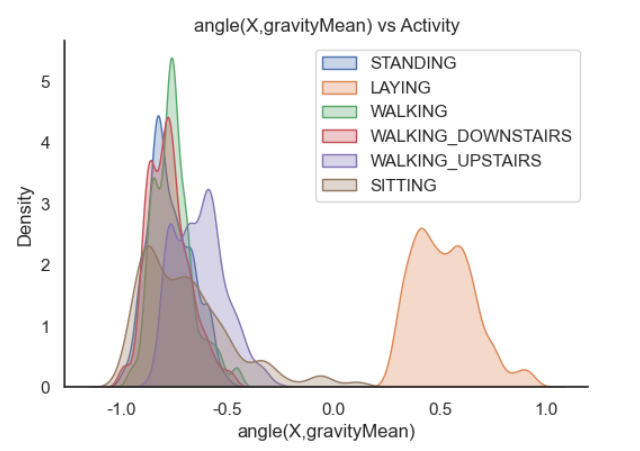 angle(X,gravityMean) vs Activity
STANDING
LAYING
WALKING
WALKING_DOWNSTAIRS
WALKING_UPSTAIRS
SITTING
Density
5
4
3
2
1
0
-1.0 -0.5 0.0 0.5 1.0
angle(X,gravityMean)